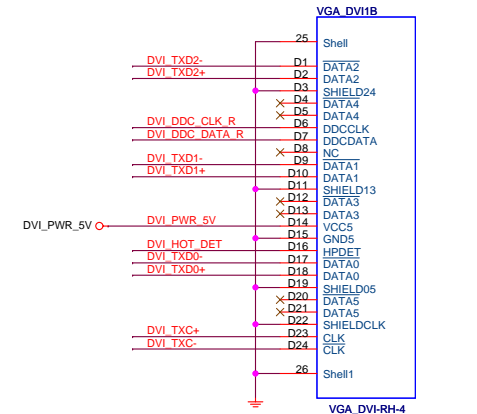 VGA_DVI1B
25 Shell
DVI_TXD2- D1 DATA2
DVI_TXD2+ D2 DATA2
D3 SHIELD24
D4 DATA4
D5 DATA4
DVI_DDC_CLK_R D6 DDCCLK
DVI_DDC_DATA_R D7 DDCDATA
D8 NC
DVI_TXD1- D9 DATA1
DVI_TXD1+ D10 DATA1
D11 SHIELD13
D12 DATA3
D13 DATA3
DVI_PWR_5V DVI_PWR_5V D14 VCC5
D15 GND5
DVI_HOT_DET D16 HPDET
DVI_TXD0- D17 DATA0
DVI_TXD0+ D18 DATA0
D19 SHIELD05
D20 DATA5
D21 DATA5
D22 SHIELDCLK
DVI_TXC+ D23 CLK
DVI_TXC- D24 CLK
26 Shell1
VGA_DVI-RH-4